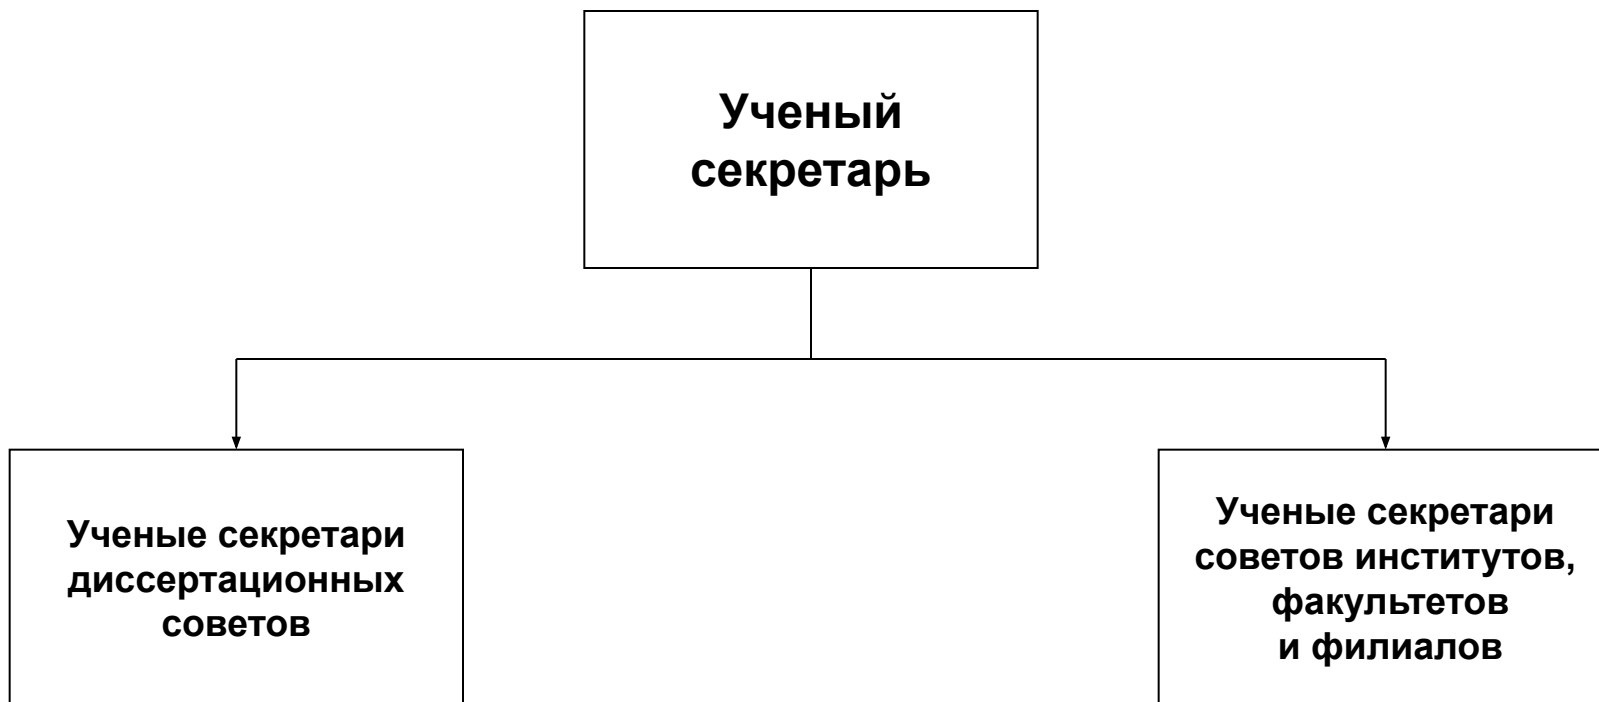 Ученый
секретарь
Ученые секретари
диссертационных
советов
Ученые секретари
советов институтов,
факультетов
и филиалов